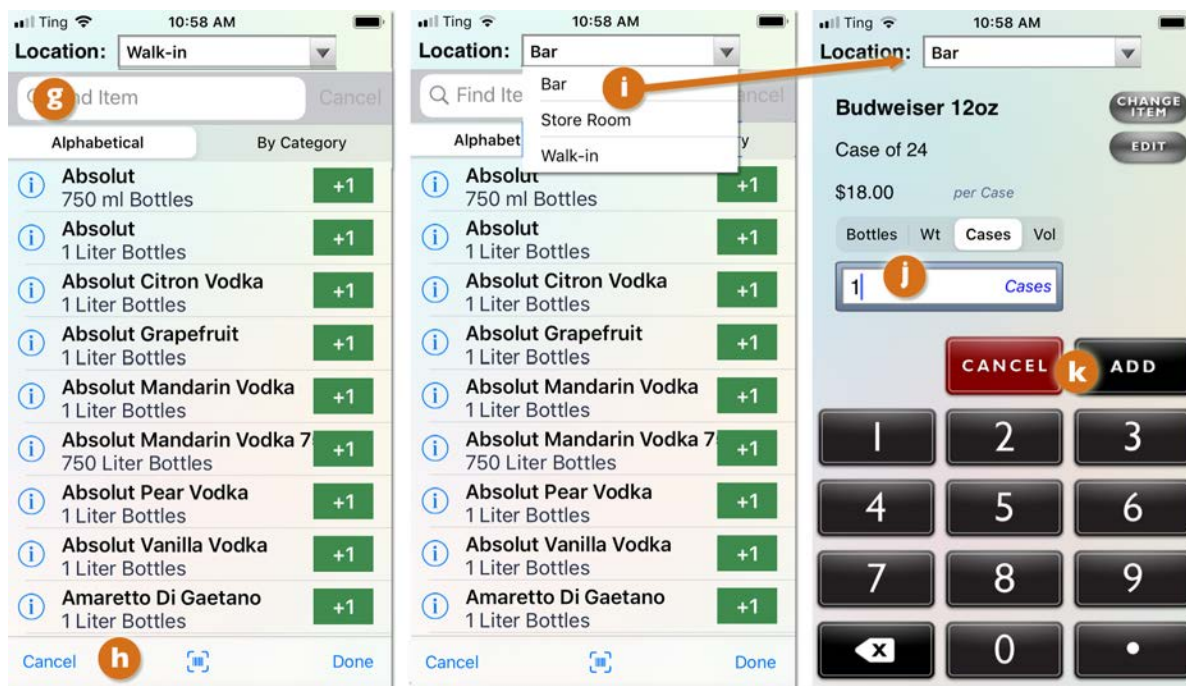 Ting 10:58 AM
Location: Walk-in
g nd Item Cancel
Alphabetical By Category
i Absolut +1
750 ml Bottles
i Absolut +1
1 Liter Bottles
i Absolut Citron Vodka +1
1 Liter Bottles
i Absolut Grapefruit +1
1 Liter Bottles
i Absolut Mandarin Vodka +1
1 Liter Bottles
i Absolut Mandarin Vodka 7 +1
750 Liter Bottles
i Absolut Pear Vodka +1
1 Liter Bottles
i Absolut Vanilla Vodka +1
1 Liter Bottles
i Amaretto Di Gaetano +1
1 Liter Bottles
Cancel h Done
Ting 10:58 AM
Location: Bar
Find Ite ancel
Bar i
Store Room
Walk-in
Alphabet y
i Absolut +1
750 ml Bottles
i Absolut +1
1 Liter Bottles
i Absolut Citron Vodka +1
1 Liter Bottles
i Absolut Grapefruit +1
1 Liter Bottles
i Absolut Mandarin Vodka +1
1 Liter Bottles
i Absolut Mandarin Vodka 7 +1
750 Liter Bottles
i Absolut Pear Vodka +1
1 Liter Bottles
i Absolut Vanilla Vodka +1
1 Liter Bottles
i Amaretto Di Gaetano +1
1 Liter Bottles
Cancel Done
Ting 10:58 AM
Location: Bar
Budweiser 12oz CHANGE
ITEM
Case of 24 EDIT
$18.00 per Case
Bottles Wt Cases Vol
1 j Cases
CANCEL k ADD
1 2 3
4 5 6
7 8 9
x 0 .